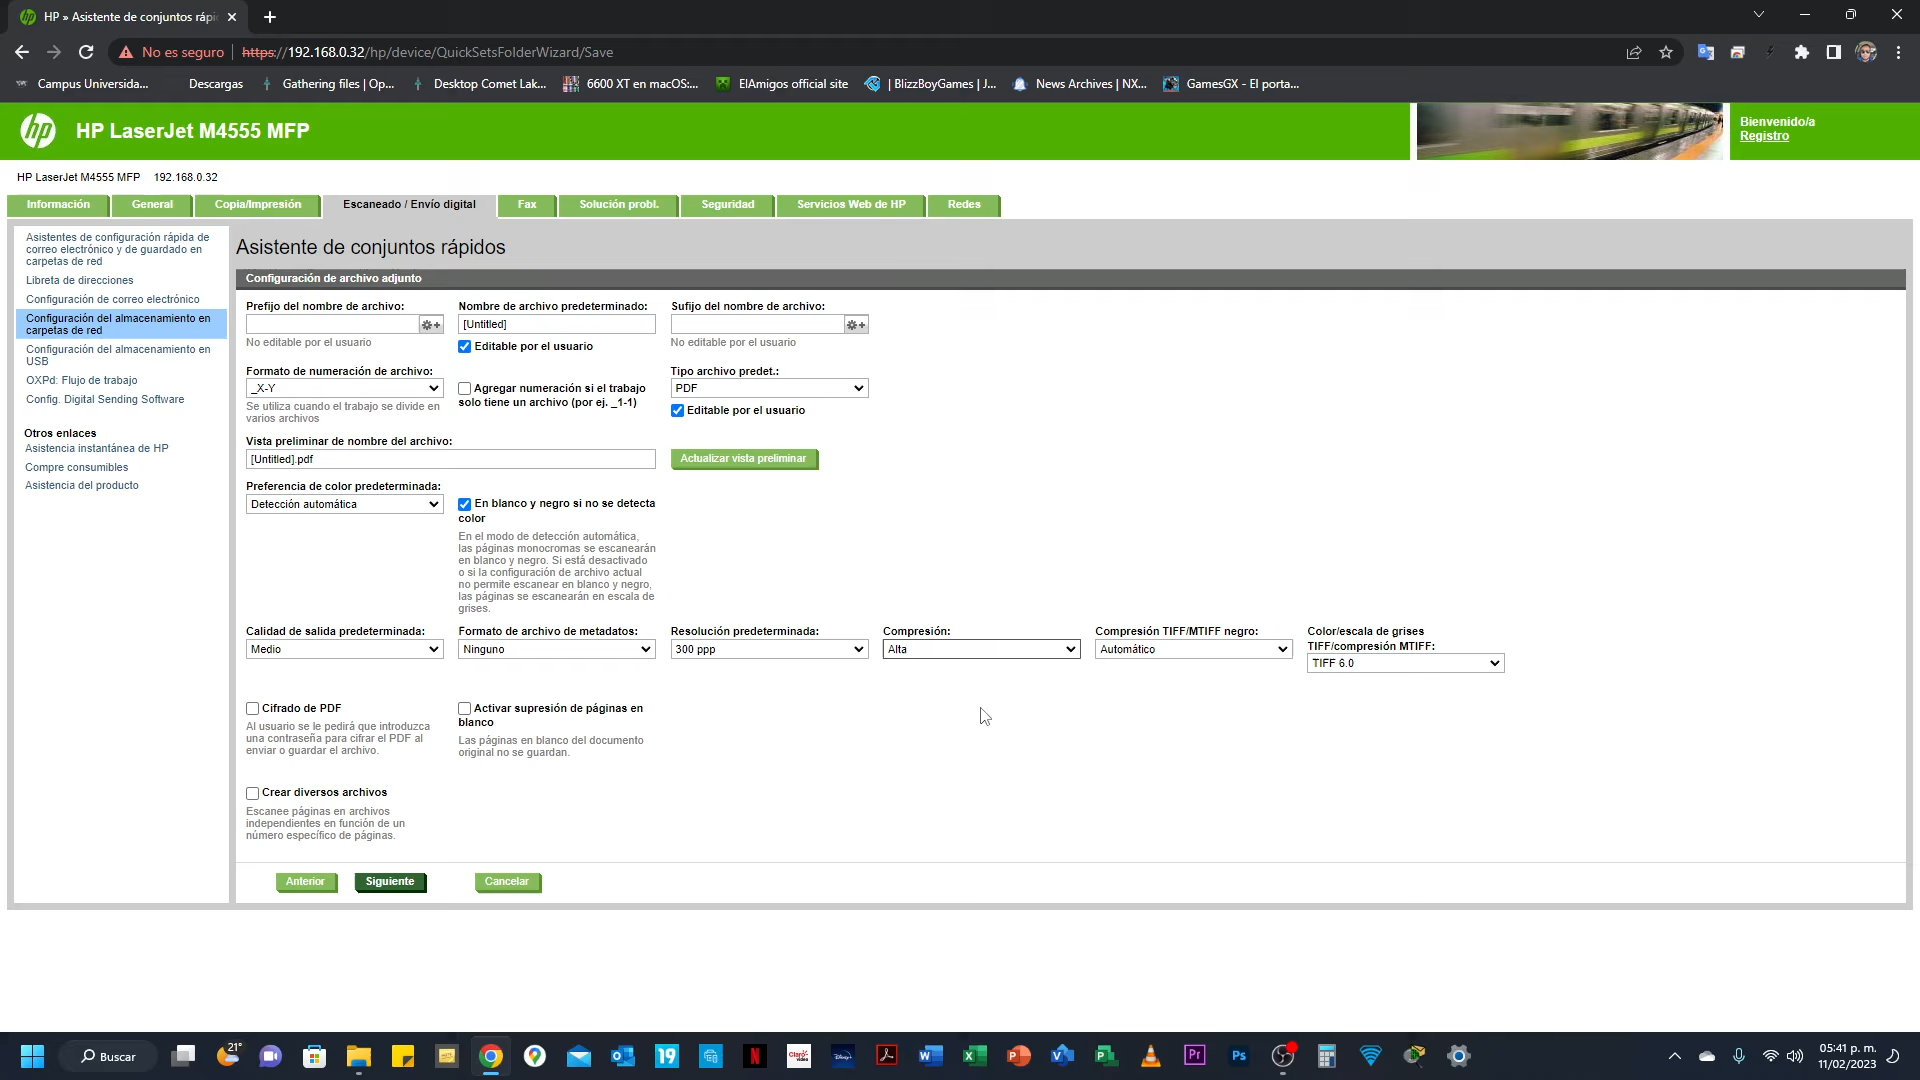 HP » Asistente de conjuntos rápi
No es seguro
https://192.168.0.32/hp/device/QuickSetsFolderWizard/Save
Campus Universida...
Descargas
Gathering files | Op...
Desktop Comet Lak...
6600 XT en macOS:...
ElAmigos official site
| BlizzBoyGames | J...
News Archives | NX...
GamesGX - El porta...
hp
HP LaserJet M4555 MFP
Bienvenido/a
Registro
HP LaserJet M4555 MFP 192.168.0.32
Información
General
Copia/Impresión
Escaneado / Envío digital
Fax
Solución probl.
Seguridad
Servicios Web de HP
Redes
Asistentes de configuración rápida de
correo electrónico y de guardado en
carpetas de red
Libreta de direcciones
Configuración de correo electrónico
Configuración del almacenamiento en
carpetas de red
Configuración del almacenamiento en
USB
OXPd: Flujo de trabajo
Config. Digital Sending Software
Otros enlaces
Asistencia instantánea de HP
Compre consumibles
Asistencia del producto
Asistente de conjuntos rápidos
Configuración de archivo adjunto
Prefijo del nombre de archivo:
No editable por el usuario
Nombre de archivo predeterminado:
[Untitled]
Editable por el usuario
Sufijo del nombre de archivo:
No editable por el usuario
Formato de numeración de archivo:
_X-Y
Se utiliza cuando el trabajo se divide en
varios archivos
Agregar numeración si el trabajo
solo tiene un archivo (por ej. _1-1)
Tipo archivo predet.:
PDF
Editable por el usuario
Vista preliminar de nombre del archivo:
[Untitled].pdf
Actualizar vista preliminar
Preferencia de color predeterminada:
Detección automática
En blanco y negro si no se detecta
color
En el modo de detección automática,
las páginas monocromas se escanearán
en blanco y negro. Si está desactivado
o si la configuración de archivo actual
no permite escanear en blanco y negro,
las páginas se escanearán en escala de
grises.
Calidad de salida predeterminada:
Medio
Formato de archivo de metadatos:
Ninguno
Resolución predeterminada:
300 ppp
Compresión:
Alta
Compresión TIFF/MTIFF negro:
Automático
Color/escala de grises
TIFF/compresión MTIFF:
TIFF 6.0
Cifrado de PDF
Al usuario se le pedirá que introduzca
una contraseña para cifrar el PDF al
enviar o guardar el archivo.
Activar supresión de páginas en
blanco
Las páginas en blanco del documento
original no se guardan.
Crear diversos archivos
Escanee páginas en archivos
independientes en función de un
número específico de páginas.
Anterior
Siguiente
Cancelar
Buscar
21°
19
05:41 p. m.
11/02/2023